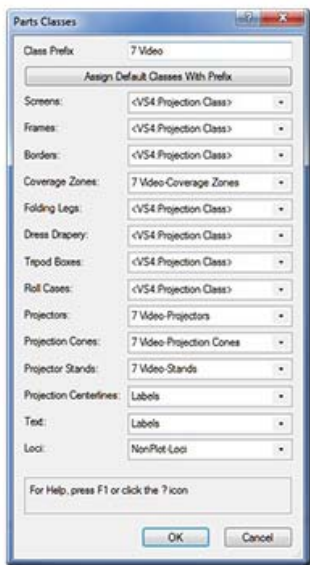 Parts Classes
Class Prefix 7 Video
Assign Default Classes With Prefix
Screens: <VS4 Projection Class>
Frames: <VS4 Projection Class>
Borders: <VS4 Projection Class>
Coverage Zones: 7 Video-Coverage Zones
Folding Legs: <VS4 Projection Class>
Dress Drapery: <VS4 Projection Class>
Tripod Boxes: <VS4 Projection Class>
Roll Cases: <VS4 Projection Class>
Projectors: 7 Video-Projectors
Projection Cones: 7 Video-Projection Cones
Projector Stands: 7 Video-Stands
Projection Centerlines: Labels
Text: Labels
Loci: NonPlot-Loci
For Help, press F1 or click the ? icon
OK Cancel